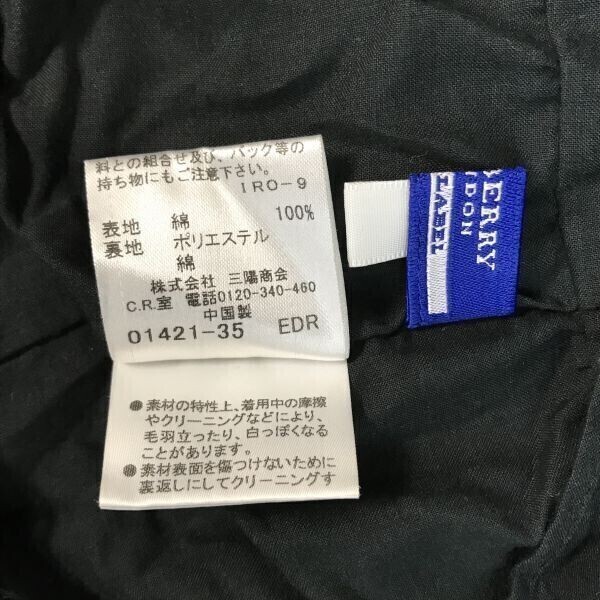 料との組合せ及び、バック等の
持ち物にもご注意下さい。
IRO-9
表地 綿 100%
裏地 ポリエステル
綿
株式会社 三陽商会
C.R.室 電話0120-340-460
中国製
01421-35 EDR
●素材の特性上、着用中の摩擦
やクリーニングなどにより、
毛羽立ったり、白っぽくなる
ことがあります。
●素材表面を傷つけないために
裏返しにしてクリーニングす
BERRY
DON
LABEL